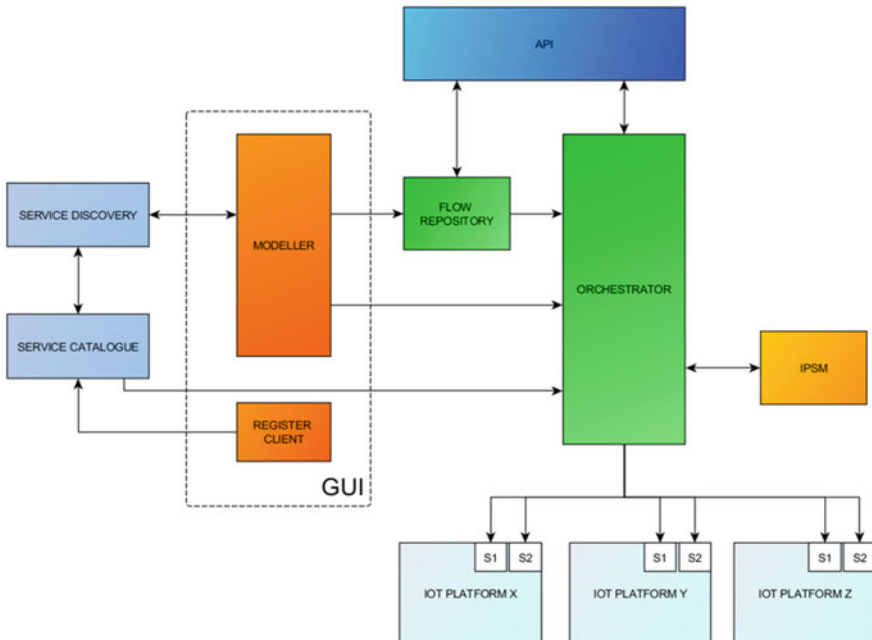 API
SERVICE DISCOVERY
MODELLER
FLOW
REPOSITORY
ORCHESTRATOR
SERVICE CATALOGUE
IPSM
REGISTER
CLIENT
GUI
S1
S2
S1
S2
S1
S2
IOT PLATFORM X
IOT PLATFORM Y
IOT PLATFORM Z